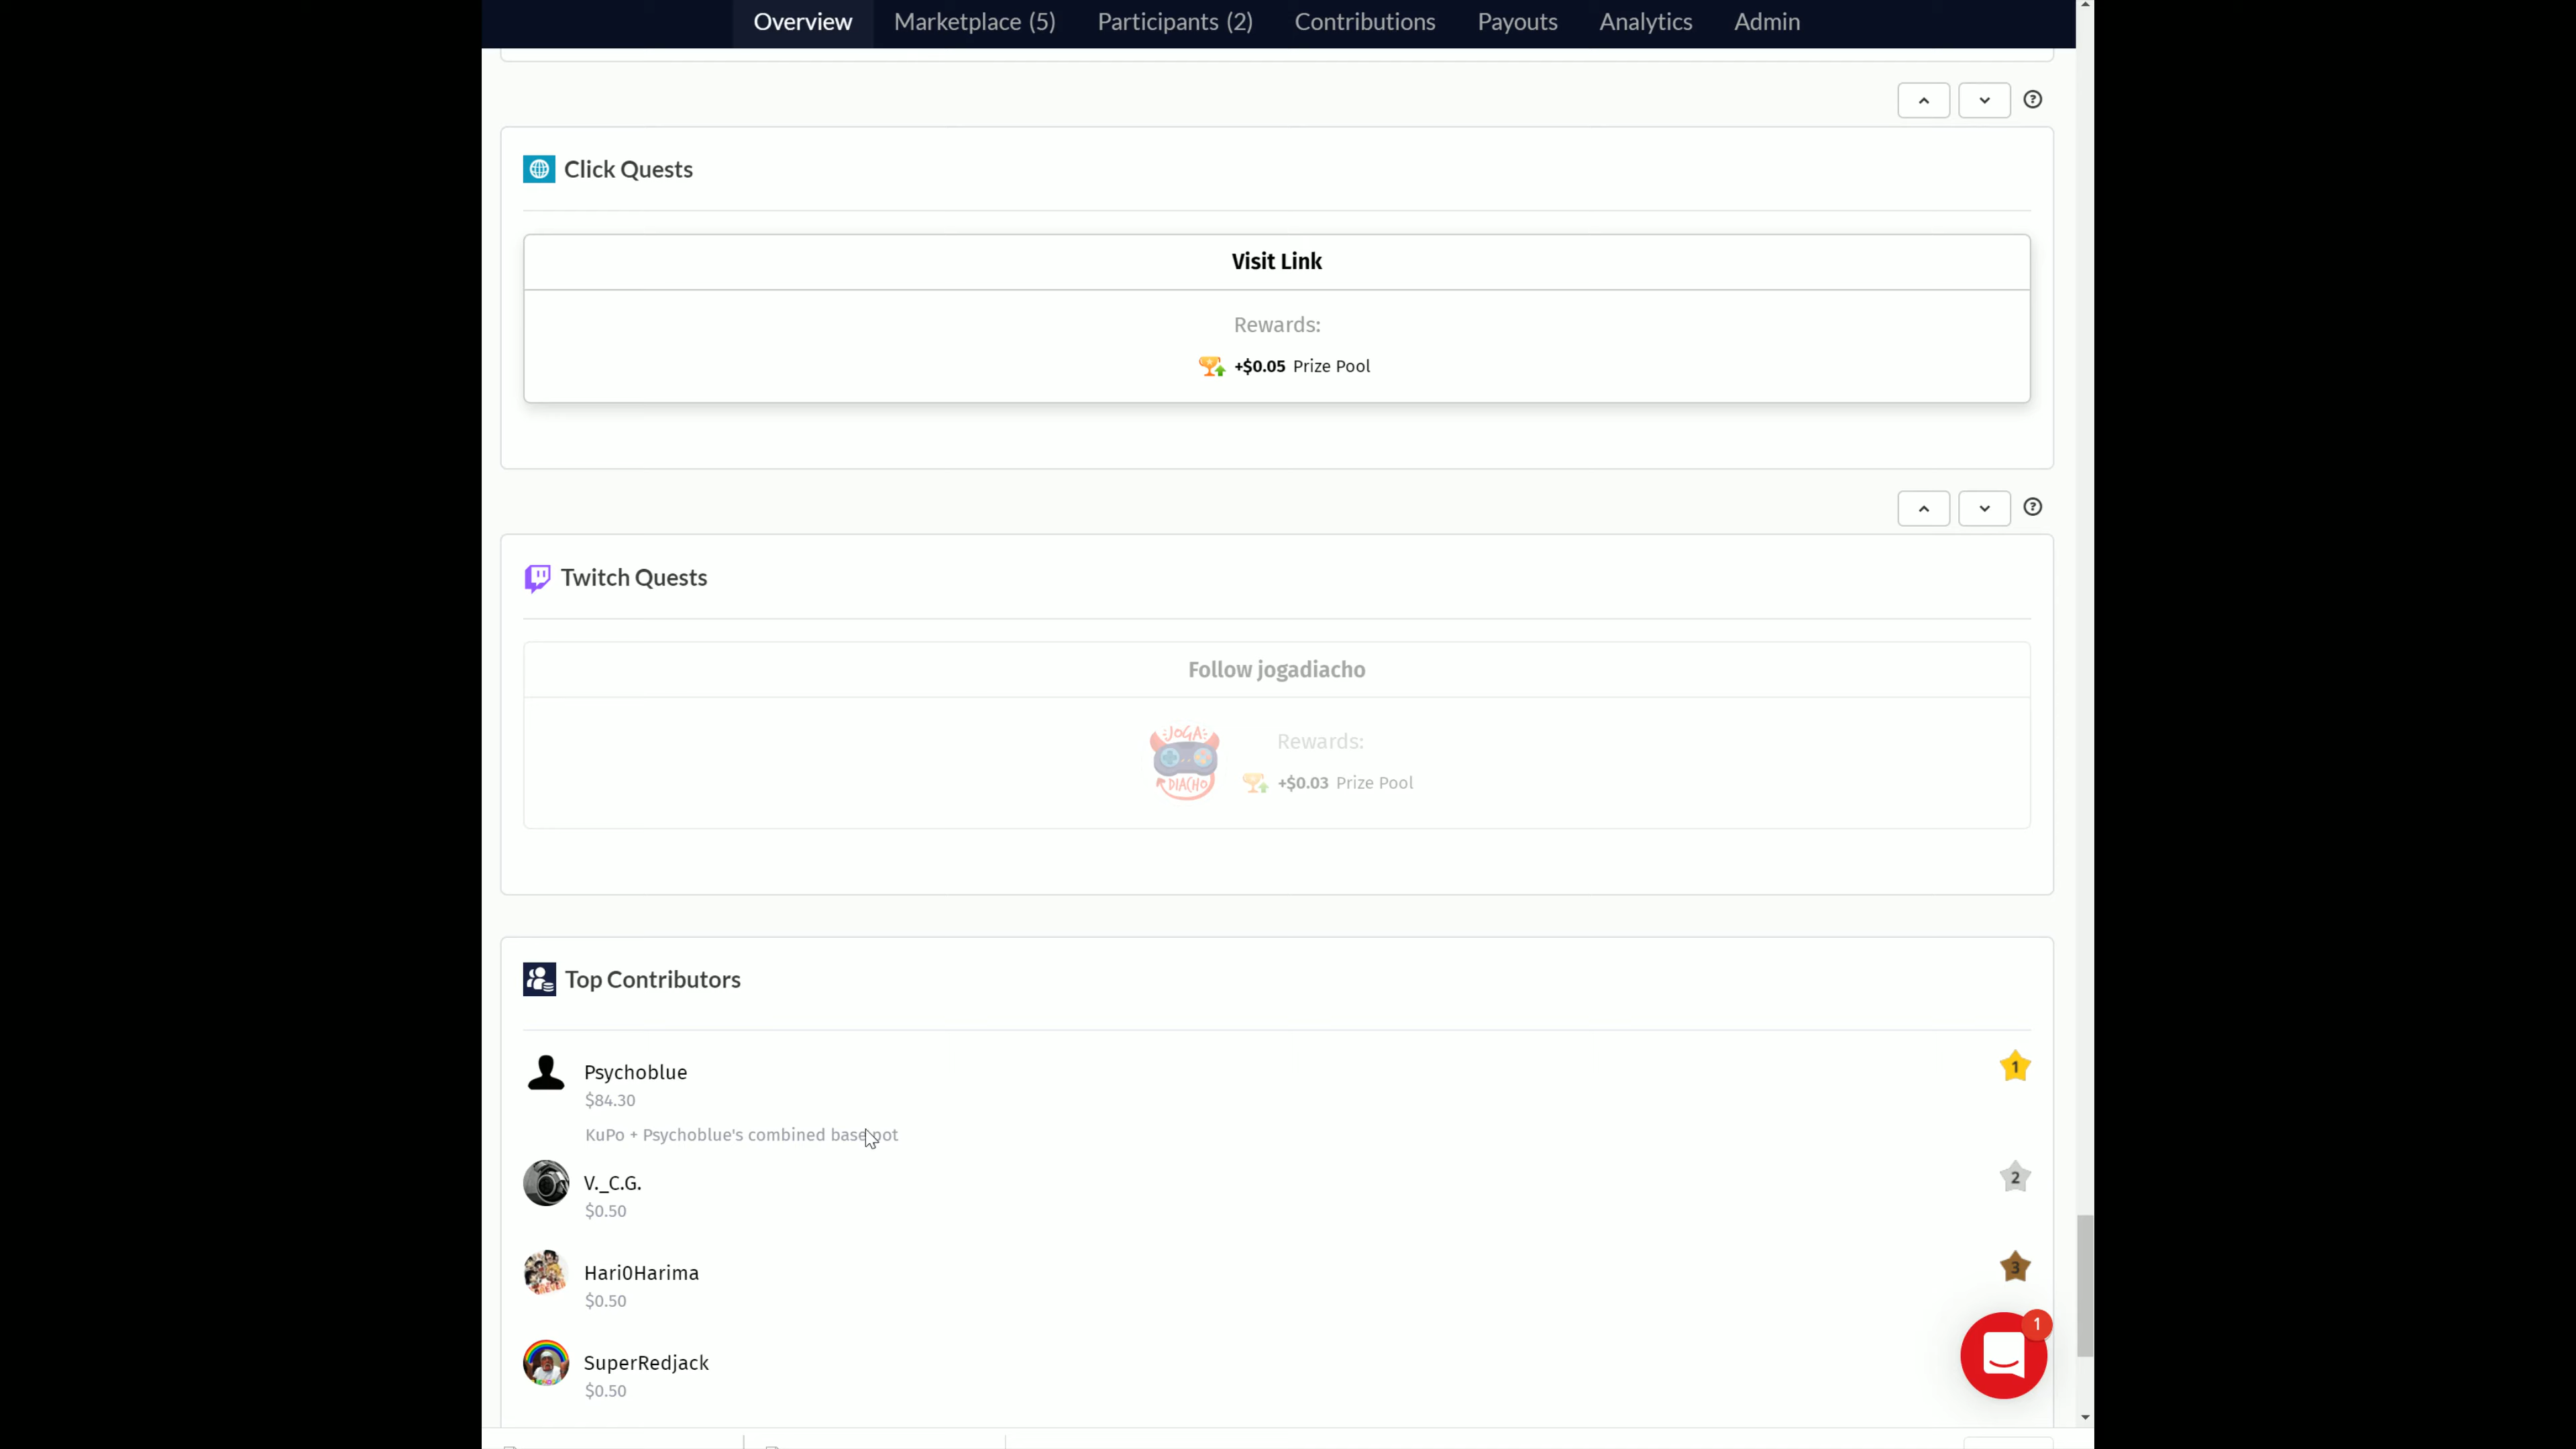 Overview
Marketplace (5)
Participants (2)
Contributions
Payouts
Analytics
Admin
Click Quests
Visit Link
Rewards:
+$0.05 Prize Pool
Twitch Quests
Follow jogadiacho
JOGA
DIACHO
Rewards:
+$0.03 Prize Pool
Top Contributors
Psychoblue
1
$84.30
KuPo + Psychoblue's combined base pot
V._C.G.
2
$0.50
Hari0Harima
3
$0.50
1
SuperRedjack
$0.50